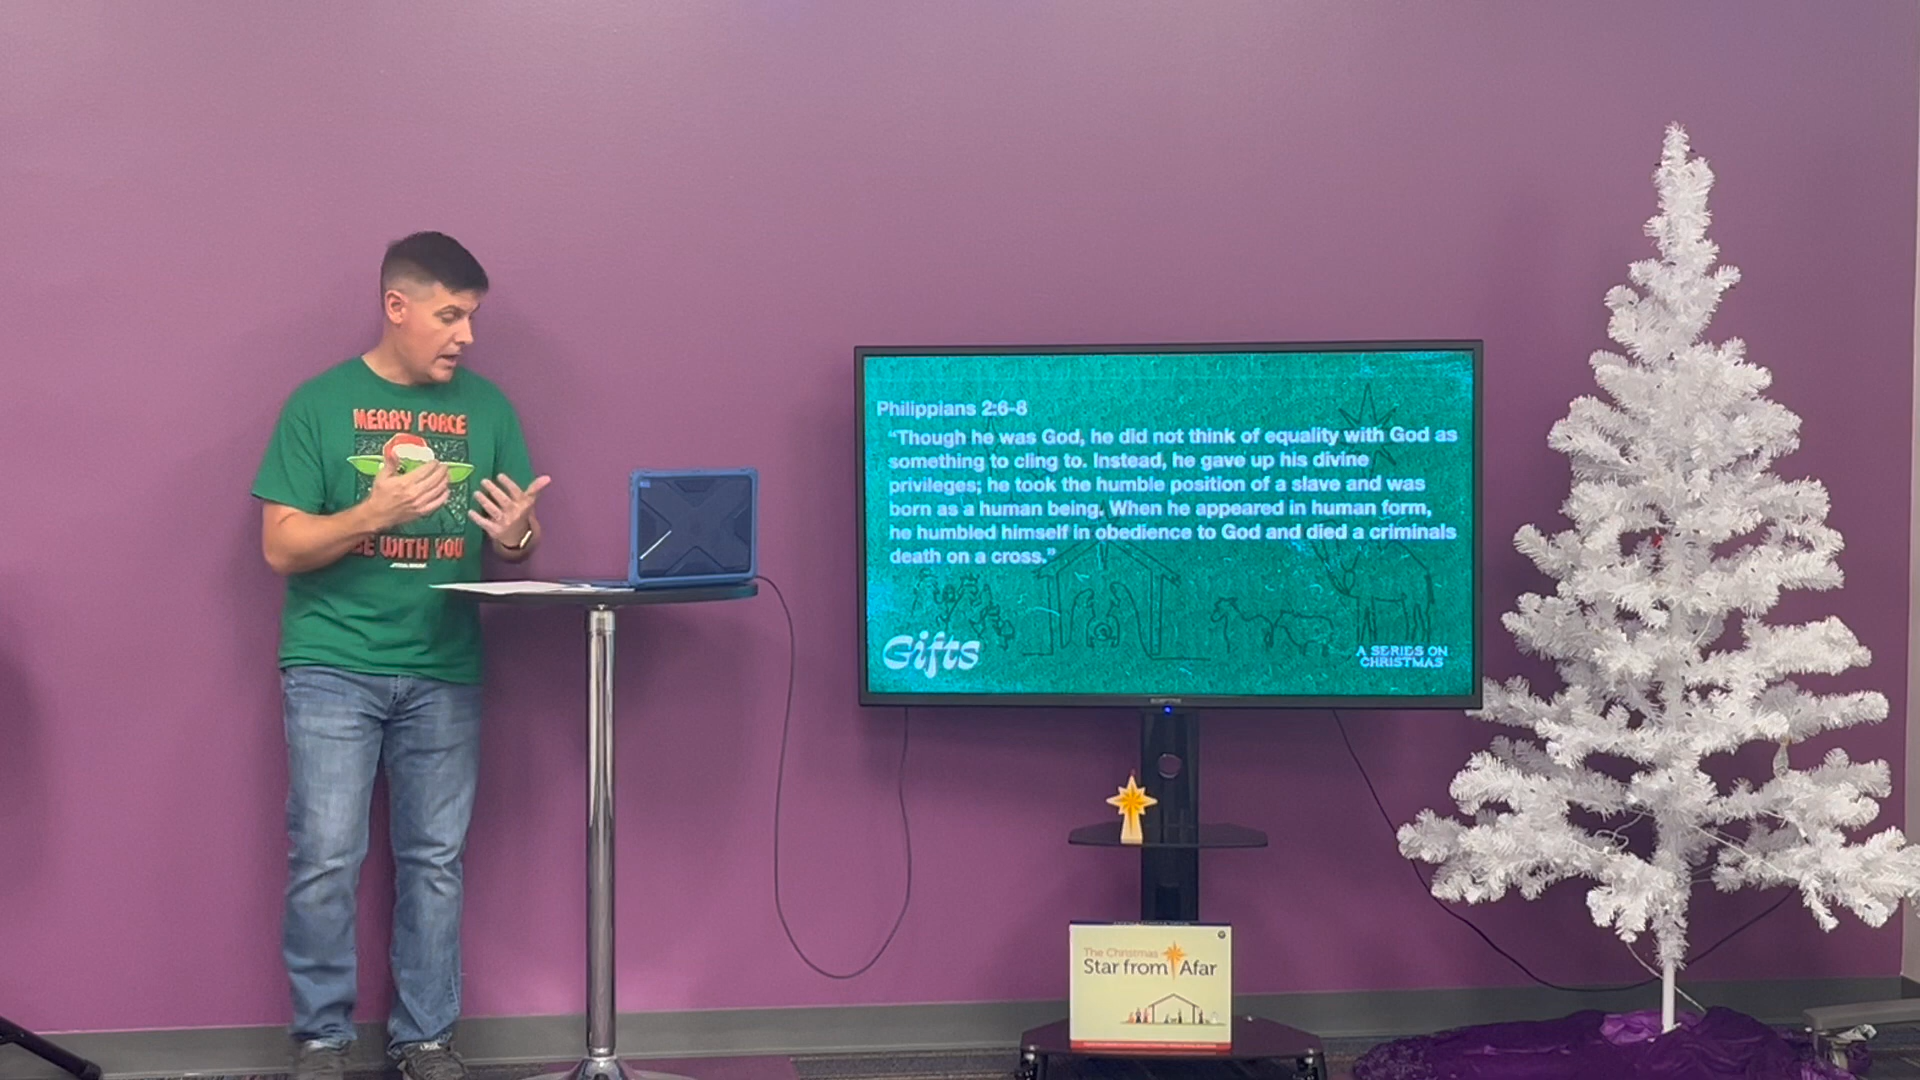 MERRY FORCE
BE WITH YOU
Philippians 2:6-8
“Though he was God, he did not think of equality with God as
something to cling to. Instead, he gave up his divine
privileges; he took the humble position of a slave and was
born as a human being. When he appeared in human form,
he humbled himself in obedience to God and died a criminals
death on a cross.”
Gifts
A SERIES ON
CHRISTMAS
The Christmas
Star from Afar